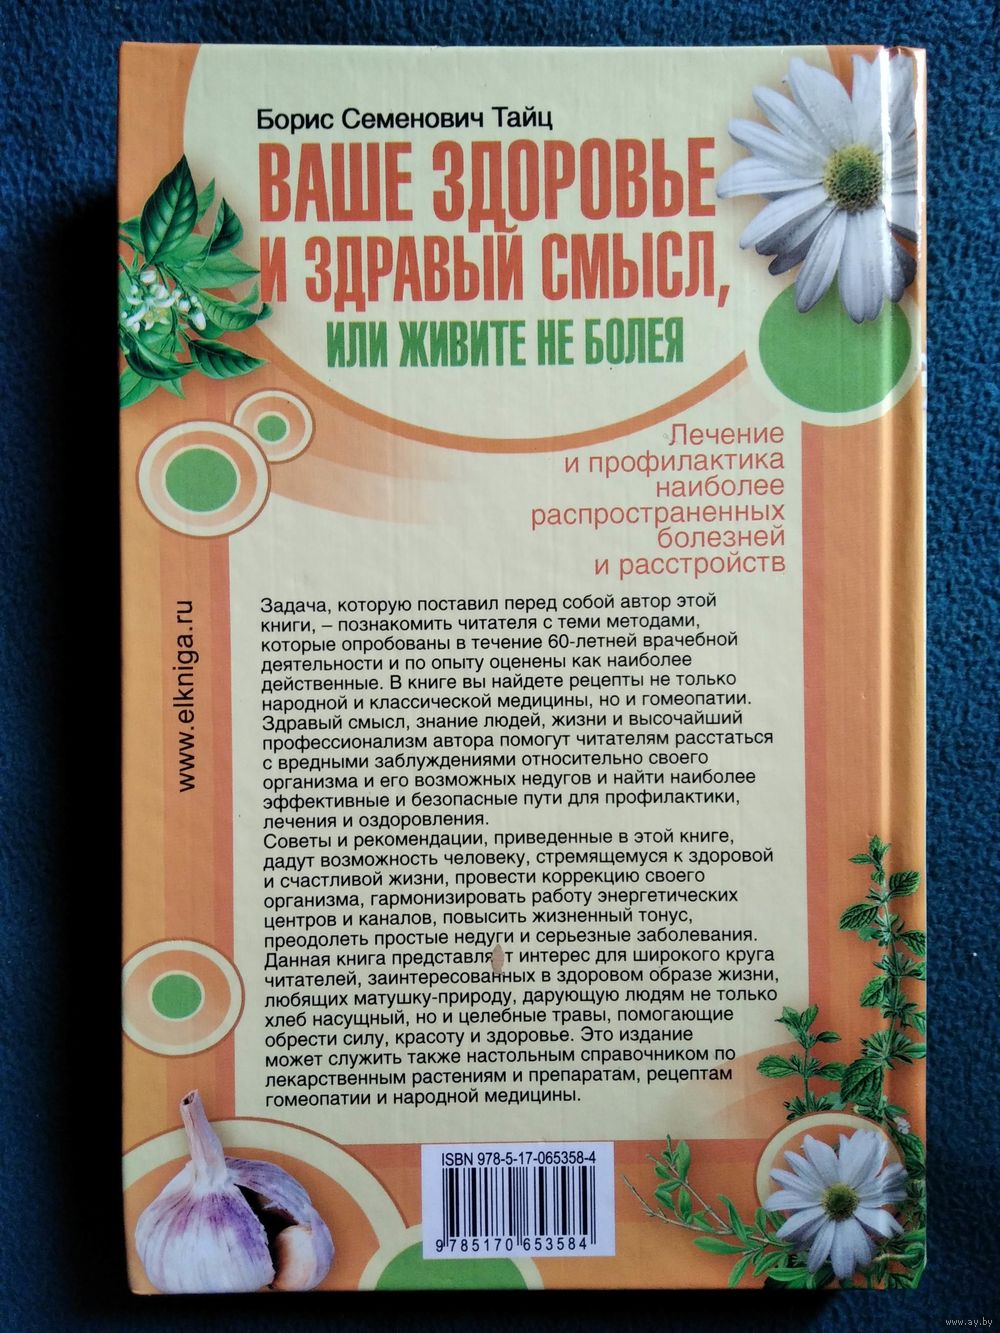 Борис Семенович Тайц
ВАШЕ ЗДОРОВЬЕ
И ЗДРАВЫЙ СМЫСЛ,
ИЛИ ЖИВИТЕ НЕ БОЛЕЯ
Лечение
и профилактика
наиболее
распространенных
болезней
и расстройств
www.elkniga.ru
Задача, которую поставил перед собой автор этой
книги, – познакомить читателя с теми методами,
которые опробованы в течение 60-летней врачебной
деятельности и по опыту оценены как наиболее
действенные. В книге вы найдете рецепты не только
народной и классической медицины, но и гомеопатии.
Здравый смысл, знание людей, жизни и высочайший
профессионализм автора помогут читателям расстаться
с вредными заблуждениями относительно своего
организма и его возможных недугов и найти наиболее
эффективные и безопасные пути для профилактики,
лечения и оздоровления.
Советы и рекомендации, приведенные в этой книге,
дадут возможность человеку, стремящемуся к здоровой
и счастливой жизни, провести коррекцию своего
организма, гармонизировать работу энергетических
центров и каналов, повысить жизненный тонус,
преодолеть простые недуги и серьезные заболевания.
Данная книга представляет интерес для широкого круга
читателей, заинтересованных в здоровом образе жизни,
любящих матушку-природу, дарующую людям не только
хлеб насущный, но и целебные травы, помогающие
обрести силу, красоту и здоровье. Это издание
может служить также настольным справочником по
лекарственным растениям и препаратам, рецептам
гомеопатии и народной медицины.
ISBN 978-5-17-065358-4
9 785170 653584
www.ay.by